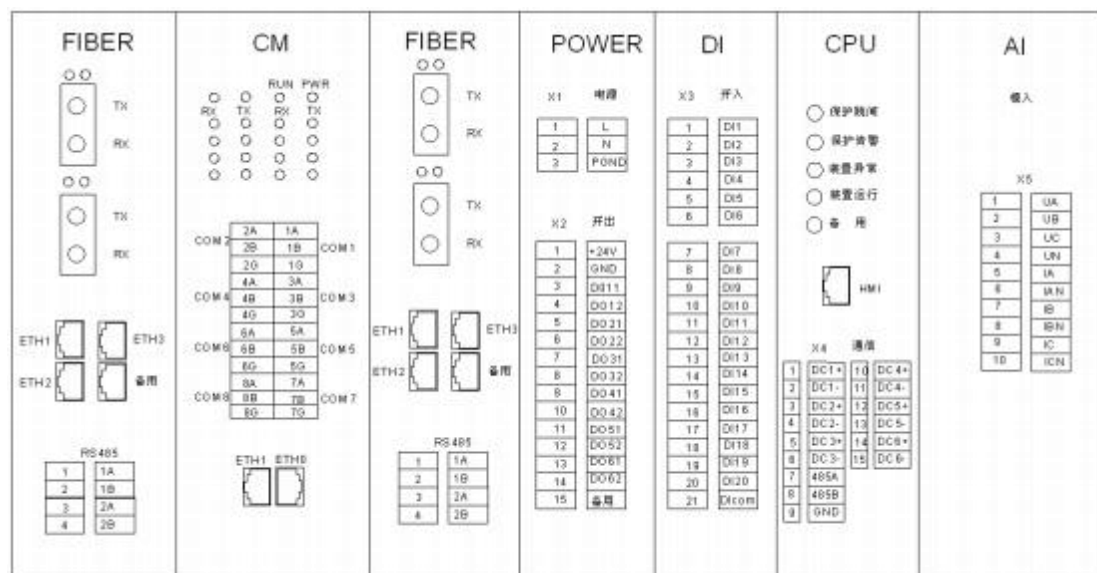 FIBER
TX
RX
TX
RX
ETH1 ETH3
ETH2 备用
RS485
1 1A
2 1B
3 2A
4 2B
CM
RUN PWR
RX TX RX TX
2A 1A
COM2 2B 1B COM1
2G 1G
4A 3A
COM4 4B 3B COM3
4G 3G
6A 5A
COM6 6B 5B COM5
6G 5G
8A 7A
COM8 8B 7B COM7
8G 7G
ETH1 ETH0
FIBER
TX
RX
TX
RX
ETH1 ETH3
ETH2 备用
RS485
1 1A
2 1B
3 2A
4 2B
POWER
X1 电源
1 L
2 N
3 PGND
X2 开出
1 +24V
2 GND
3 D011
4 DO12
5 DO21
6 DO22
7 DO31
8 DO32
9 DO41
10 DO42
11 DO51
12 DO52
13 DO61
14 DO62
15 备用
DI
X3 开入
1 DI1
2 DI2
3 DI3
4 DI4
5 DI5
6 DI6
7 DI7
8 DI8
9 DI9
10 DI10
11 DI11
12 DI12
13 DI13
14 DI14
15 DI15
16 DI16
17 DI17
18 DI18
19 DI19
20 DI20
21 DIcom
CPU
保护跳闸
保护告警
装置异常
装置运行
备 用
HMI
X4 通信
1 DC1+ 10 DC4+
2 DC1- 11 DC4-
3 DC2+ 12 DC5+
4 DC2- 13 DC5-
5 DC3+ 14 DC6+
6 DC3- 15 DC6-
7 485A
8 485B
9 GND
AI
模入
X5
1 UA
2 UB
3 UC
4 UN
5 IA
6 IAN
7 IB
8 IBN
9 IC
10 ICN